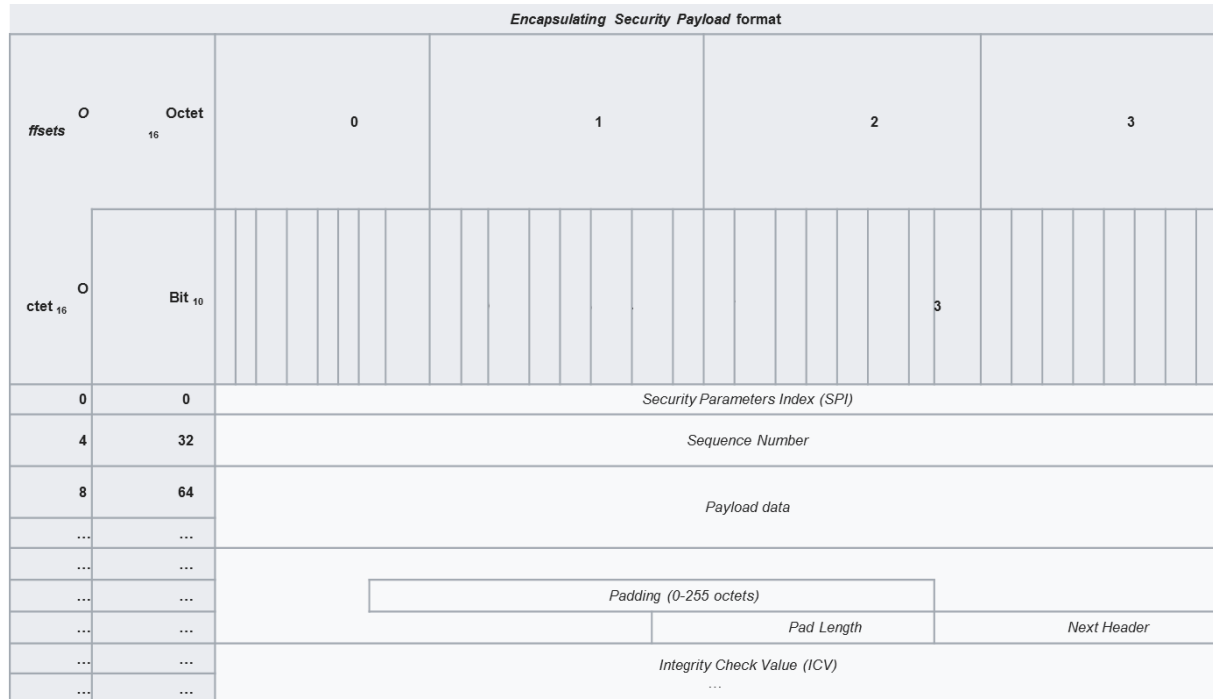 Encapsulating Security Payload format
O
ffsets
Octet
16
0 1 2 3
O
ctet 16
Bit 10
3
0 0 Security Parameters Index (SPI)
4 32 Sequence Number
8 64 Payload data
... ...
... ...
... ... Padding (0-255 octets)
... ... Pad Length Next Header
... ... Integrity Check Value (ICV)
... ... ...